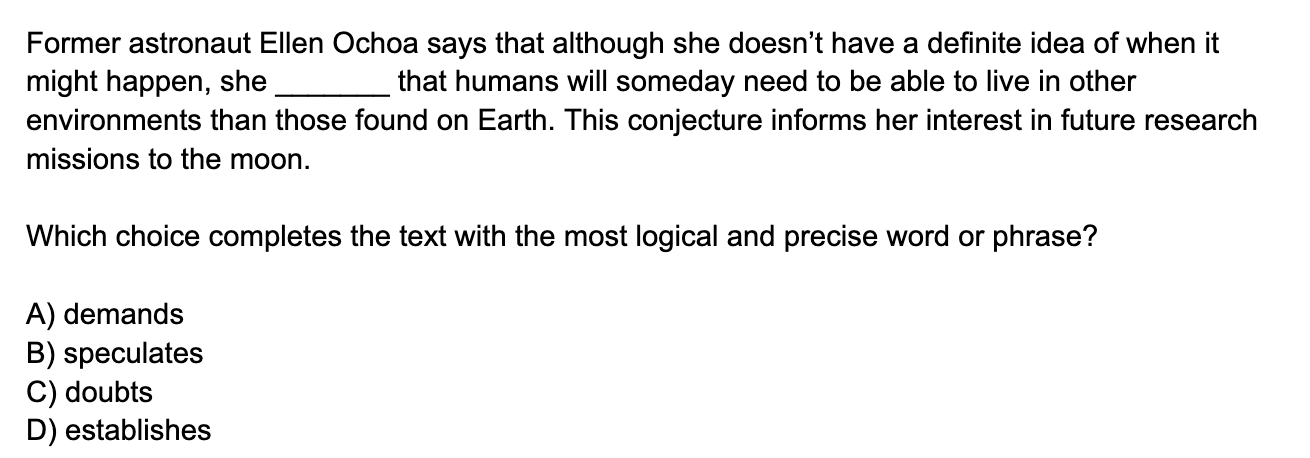 Former astronaut Ellen Ochoa says that although she doesn’t have a definite idea of when it
might happen, she _______ that humans will someday need to be able to live in other
environments than those found on Earth. This conjecture informs her interest in future research
missions to the moon.
Which choice completes the text with the most logical and precise word or phrase?
A) demands
B) speculates
C) doubts
D) establishes